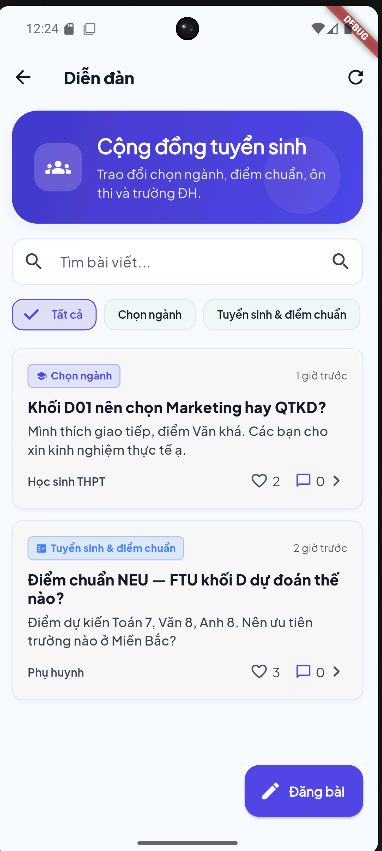 12:24
DEBUG
Diễn đàn
Cộng đồng tuyển sinh
Trao đổi chọn ngành, điểm chuẩn, ôn
thi và trường ĐH.
Tìm bài viết...
Tất cả
Chọn ngành
Tuyển sinh & điểm chuẩn
Chọn ngành
1 giờ trước
Khối D01 nên chọn Marketing hay QTKD?
Mình thích giao tiếp, điểm Văn khá. Các bạn cho
xin kinh nghiệm thực tế ạ.
Học sinh THPT
2
0
Tuyển sinh & điểm chuẩn
2 giờ trước
Điểm chuẩn NEU — FTU khối D dự đoán thế
nào?
Điểm dự kiến Toán 7, Văn 8, Anh 8. Nên ưu tiên
trường nào ở Miền Bắc?
Phụ huynh
3
0
Đăng bài